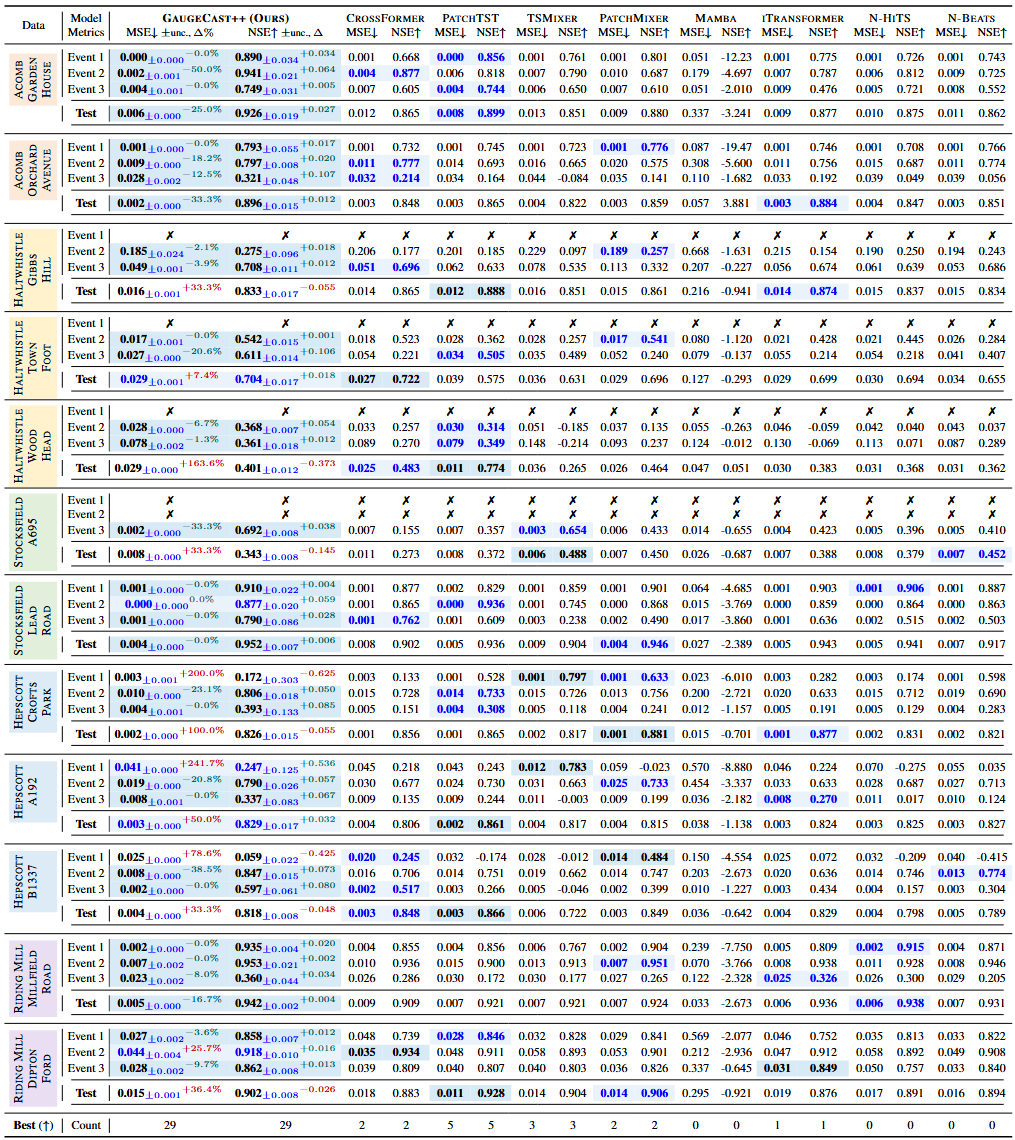 Data Model GAUGECAST++ (OURS) CROSSFORMER PATCHTST TSMIXER PATCHMIXER MAMBA ITRANSFORMER N-HITS N-BEATS
Metrics MSE↓ ±unc., Δ% NSE↑ ±unc., Δ MSE↓ NSE↑ MSE↓ NSE↑ MSE↓ NSE↑ MSE↓ NSE↑ MSE↓ NSE↑ MSE↓ NSE↑ MSE↓ NSE↑ MSE↓ NSE↑
ACOMB GARDEN HOUSE
Event 1 0.000±0.000 −0.0% 0.890±0.034 +0.034 0.001 0.668 0.000 0.856 0.001 0.761 0.001 0.801 0.051 -12.23 0.001 0.775 0.001 0.726 0.001 0.743
Event 2 0.002±0.001 −50.0% 0.941±0.021 +0.064 0.004 0.877 0.006 0.818 0.007 0.790 0.010 0.687 0.179 -4.697 0.007 0.787 0.006 0.812 0.009 0.725
Event 3 0.004±0.001 −0.0% 0.749±0.031 +0.005 0.007 0.605 0.004 0.744 0.006 0.650 0.007 0.610 0.051 -2.010 0.009 0.476 0.005 0.721 0.008 0.552
Test 0.006±0.000 −25.0% 0.926±0.019 +0.027 0.012 0.865 0.008 0.899 0.013 0.851 0.009 0.880 0.337 -3.241 0.009 0.877 0.010 0.875 0.011 0.862
ACOMB ORCHARD AVENUE
Event 1 0.001±0.000 −0.0% 0.793±0.055 +0.017 0.001 0.732 0.001 0.745 0.001 0.723 0.001 0.776 0.087 -19.47 0.001 0.746 0.001 0.708 0.001 0.766
Event 2 0.009±0.000 −18.2% 0.797±0.008 +0.020 0.011 0.777 0.014 0.693 0.016 0.665 0.020 0.575 0.308 -5.600 0.011 0.756 0.015 0.687 0.011 0.774
Event 3 0.028±0.002 −12.5% 0.321±0.048 +0.107 0.032 0.214 0.034 0.164 0.044 -0.084 0.035 0.141 0.110 -1.682 0.033 0.192 0.039 0.049 0.039 0.056
Test 0.002±0.000 −33.3% 0.896±0.015 +0.012 0.003 0.848 0.003 0.865 0.004 0.822 0.003 0.859 0.057 3.881 0.003 0.884 0.004 0.847 0.003 0.851
HALTWHISTLE GIBBS HILL
Event 1 ✗ ✗ ✗ ✗ ✗ ✗ ✗ ✗ ✗ ✗ ✗ ✗ ✗ ✗ ✗ ✗ ✗ ✗
Event 2 0.185±0.024 −2.1% 0.275±0.096 +0.018 0.206 0.177 0.201 0.185 0.229 0.097 0.189 0.257 0.668 -1.631 0.215 0.154 0.190 0.250 0.194 0.243
Event 3 0.049±0.001 −3.9% 0.708±0.011 +0.012 0.051 0.696 0.062 0.633 0.078 0.535 0.113 0.332 0.207 -0.227 0.056 0.674 0.061 0.639 0.053 0.686
Test 0.016±0.001 +33.3% 0.833±0.017 −0.055 0.014 0.865 0.012 0.888 0.016 0.851 0.015 0.861 0.216 -0.941 0.014 0.874 0.015 0.837 0.015 0.834
HALTWHISTLE TOWN FOOT
Event 1 ✗ ✗ ✗ ✗ ✗ ✗ ✗ ✗ ✗ ✗ ✗ ✗ ✗ ✗ ✗ ✗ ✗ ✗
Event 2 0.017±0.001 −0.0% 0.542±0.015 +0.001 0.018 0.523 0.028 0.362 0.028 0.257 0.017 0.541 0.080 -1.120 0.021 0.428 0.021 0.445 0.026 0.284
Event 3 0.027±0.000 −20.6% 0.611±0.014 +0.106 0.054 0.221 0.034 0.505 0.035 0.489 0.052 0.240 0.079 -0.137 0.055 0.214 0.054 0.218 0.041 0.407
Test 0.029±0.001 +7.4% 0.704±0.017 +0.018 0.027 0.722 0.039 0.575 0.036 0.631 0.029 0.696 0.127 -0.293 0.029 0.699 0.030 0.694 0.034 0.655
HALTWHISTLE WOOD HEAD
Event 1 ✗ ✗ ✗ ✗ ✗ ✗ ✗ ✗ ✗ ✗ ✗ ✗ ✗ ✗ ✗ ✗ ✗ ✗
Event 2 0.028±0.000 −6.7% 0.368±0.007 +0.054 0.033 0.257 0.030 0.314 0.051 -0.185 0.037 0.135 0.055 -0.263 0.046 -0.059 0.042 0.040 0.043 0.037
Event 3 0.078±0.002 −1.3% 0.361±0.018 +0.012 0.089 0.270 0.079 0.349 0.148 -0.214 0.093 0.237 0.124 -0.012 0.130 -0.069 0.113 0.071 0.087 0.289
Test 0.029±0.000 +163.6% 0.401±0.012 −0.373 0.025 0.483 0.011 0.774 0.036 0.265 0.026 0.464 0.047 0.051 0.030 0.383 0.031 0.368 0.031 0.362
STOCKSFIELD A695
Event 1 ✗ ✗ ✗ ✗ ✗ ✗ ✗ ✗ ✗ ✗ ✗ ✗ ✗ ✗ ✗ ✗ ✗ ✗
Event 2 ✗ ✗ ✗ ✗ ✗ ✗ ✗ ✗ ✗ ✗ ✗ ✗ ✗ ✗ ✗ ✗ ✗ ✗
Event 3 0.002±0.000 −33.3% 0.692±0.008 +0.038 0.007 0.155 0.007 0.357 0.003 0.654 0.006 0.433 0.014 -0.655 0.004 0.423 0.005 0.396 0.005 0.410
Test 0.008±0.000 +33.3% 0.343±0.008 −0.145 0.011 0.273 0.008 0.372 0.006 0.488 0.007 0.450 0.026 -0.687 0.007 0.388 0.008 0.379 0.007 0.452
STOCKSFIELD LEAD ROAD
Event 1 0.001±0.000 −0.0% 0.910±0.022 +0.004 0.001 0.877 0.002 0.829 0.001 0.859 0.001 0.901 0.064 -4.685 0.001 0.903 0.001 0.906 0.001 0.887
Event 2 0.000±0.000 0.0% 0.877±0.020 −0.059 0.001 0.865 0.000 0.936 0.001 0.745 0.000 0.868 0.015 -3.769 0.000 0.859 0.000 0.864 0.000 0.863
Event 3 0.001±0.000 −0.0% 0.790±0.086 +0.028 0.001 0.762 0.001 0.609 0.003 0.238 0.002 0.490 0.017 -3.860 0.001 0.636 0.002 0.515 0.002 0.503
Test 0.004±0.000 −0.0% 0.952±0.007 +0.006 0.008 0.902 0.005 0.936 0.009 0.904 0.004 0.946 0.027 -2.389 0.005 0.943 0.005 0.941 0.007 0.917
HEPSCOTT CROFTS PARK
Event 1 0.003±0.001 +200.0% 0.172±0.303 −0.625 0.003 0.133 0.001 0.528 0.001 0.797 0.001 0.633 0.023 -6.010 0.003 0.282 0.003 0.174 0.001 0.598
Event 2 0.010±0.000 −23.1% 0.806±0.018 +0.050 0.015 0.728 0.014 0.733 0.015 0.726 0.013 0.756 0.200 -2.721 0.020 0.633 0.015 0.712 0.019 0.690
Event 3 0.004±0.001 −0.0% 0.393±0.133 +0.085 0.005 0.151 0.004 0.308 0.005 0.118 0.004 0.241 0.012 -1.157 0.005 0.191 0.005 0.129 0.004 0.283
Test 0.002±0.000 +100.0% 0.826±0.015 −0.055 0.001 0.856 0.001 0.865 0.002 0.817 0.001 0.881 0.015 -0.701 0.001 0.877 0.002 0.831 0.002 0.821
HEPSCOTT A192
Event 1 0.041±0.000 +241.7% 0.247±0.125 +0.536 0.045 0.218 0.043 0.243 0.012 0.783 0.059 -0.023 0.570 -8.880 0.046 0.224 0.070 -0.275 0.055 0.035
Event 2 0.019±0.000 −20.8% 0.790±0.026 +0.057 0.030 0.677 0.024 0.730 0.031 0.663 0.025 0.733 0.454 -3.337 0.033 0.633 0.028 0.687 0.027 0.713
Event 3 0.008±0.001 −0.0% 0.337±0.083 +0.067 0.009 0.135 0.009 0.244 0.011 -0.003 0.009 0.199 0.036 -2.182 0.008 0.270 0.011 0.017 0.010 0.124
Test 0.003±0.000 +50.0% 0.829±0.017 +0.032 0.004 0.806 0.002 0.861 0.004 0.817 0.004 0.815 0.038 -1.138 0.003 0.824 0.003 0.825 0.003 0.827
HEPSCOTT B1337
Event 1 0.025±0.000 +78.6% 0.059±0.022 −0.425 0.020 0.245 0.032 -0.174 0.028 -0.012 0.014 0.484 0.150 -4.554 0.025 0.072 0.032 -0.209 0.040 -0.415
Event 2 0.008±0.000 −38.5% 0.847±0.015 +0.073 0.016 0.706 0.014 0.751 0.019 0.662 0.014 0.747 0.203 -2.673 0.020 0.636 0.014 0.746 0.013 0.774
Event 3 0.002±0.000 −0.0% 0.597±0.061 +0.080 0.002 0.517 0.003 0.266 0.005 -0.046 0.002 0.399 0.010 -1.227 0.003 0.434 0.002 0.157 0.003 0.304
Test 0.004±0.000 +33.3% 0.818±0.008 −0.048 0.003 0.848 0.003 0.866 0.006 0.722 0.003 0.849 0.036 -0.642 0.004 0.829 0.004 0.798 0.005 0.789
RIDING MILL MILLFIELD ROAD
Event 1 0.002±0.000 −0.0% 0.935±0.004 +0.020 0.004 0.855 0.004 0.856 0.006 0.767 0.002 0.904 0.239 -7.750 0.005 0.809 0.002 0.915 0.004 0.871
Event 2 0.007±0.002 −0.0% 0.953±0.021 +0.002 0.010 0.936 0.015 0.900 0.013 0.913 0.007 0.951 0.070 -3.766 0.008 0.938 0.011 0.928 0.008 0.946
Event 3 0.023±0.002 −8.0% 0.360±0.044 +0.034 0.026 0.286 0.030 0.172 0.030 0.177 0.027 0.265 0.122 -2.328 0.025 0.326 0.026 0.300 0.029 0.205
Test 0.005±0.000 −16.7% 0.942±0.002 +0.004 0.009 0.909 0.007 0.921 0.007 0.921 0.007 0.924 0.033 -2.673 0.006 0.936 0.006 0.938 0.007 0.931
RIDING MILL DIPTON FORD
Event 1 0.027±0.002 −3.6% 0.858±0.007 +0.012 0.048 0.739 0.028 0.846 0.032 0.828 0.029 0.841 0.569 -2.077 0.046 0.752 0.035 0.813 0.033 0.822
Event 2 0.044±0.004 +25.7% 0.918±0.010 +0.016 0.035 0.934 0.048 0.911 0.058 0.893 0.053 0.901 0.212 -2.936 0.047 0.912 0.058 0.892 0.049 0.908
Event 3 0.028±0.002 −9.7% 0.862±0.008 +0.013 0.039 0.809 0.040 0.807 0.040 0.803 0.036 0.826 0.337 -0.645 0.031 0.849 0.050 0.757 0.033 0.840
Test 0.015±0.001 +36.4% 0.902±0.008 −0.026 0.018 0.883 0.011 0.928 0.014 0.904 0.014 0.906 0.295 -0.921 0.019 0.876 0.017 0.887 0.016 0.894
Best (↑) Count 29 29 2 2 5 5 3 3 2 2 0 0 1 1 0 0 0 0